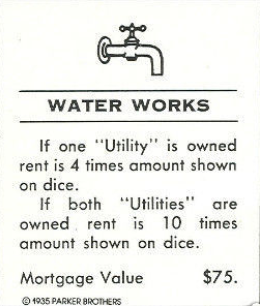 WATER WORKS
If one "Utility" is owned
rent is 4 times amount shown
on dice.
If both "Utilities" are
owned rent is 10 times
amount shown on dice.
Mortgage Value $75.
© 1935 PARKER BROTHERS